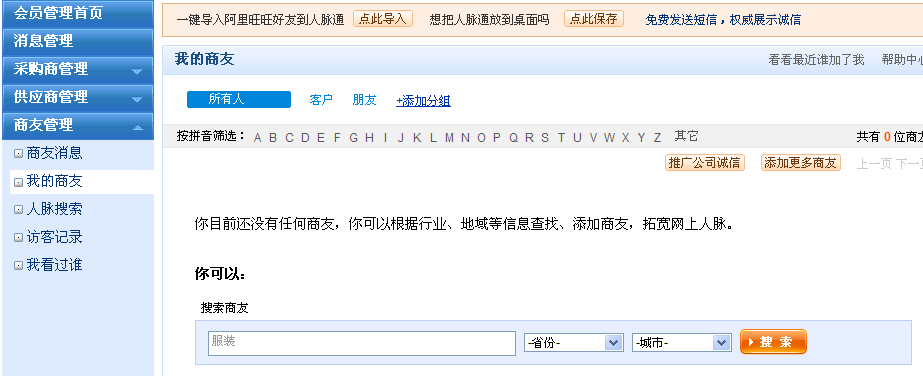 会员管理首页
消息管理
采购商管理
供应商管理
商友管理
商友消息
我的商友
人脉搜索
访客记录
我看过谁
一键导入阿里旺旺好友到人脉通 点此导入 想把人脉通放到桌面吗 点此保存 免费发送短信，权威展示诚信
我的商友 看看最近谁加了我 帮助中心
所有人 客户 朋友 +添加分组
按拼音筛选： A B C D E F G H I J K L M N O P Q R S T U V W X Y Z 其它 共有 0 位商友
推广公司诚信 添加更多商友 上一页 下一页
你目前还没有任何商友，你可以根据行业、地域等信息查找、添加商友，拓宽网上人脉。
你可以：
搜索商友
服装 -省份- -城市- 搜 索